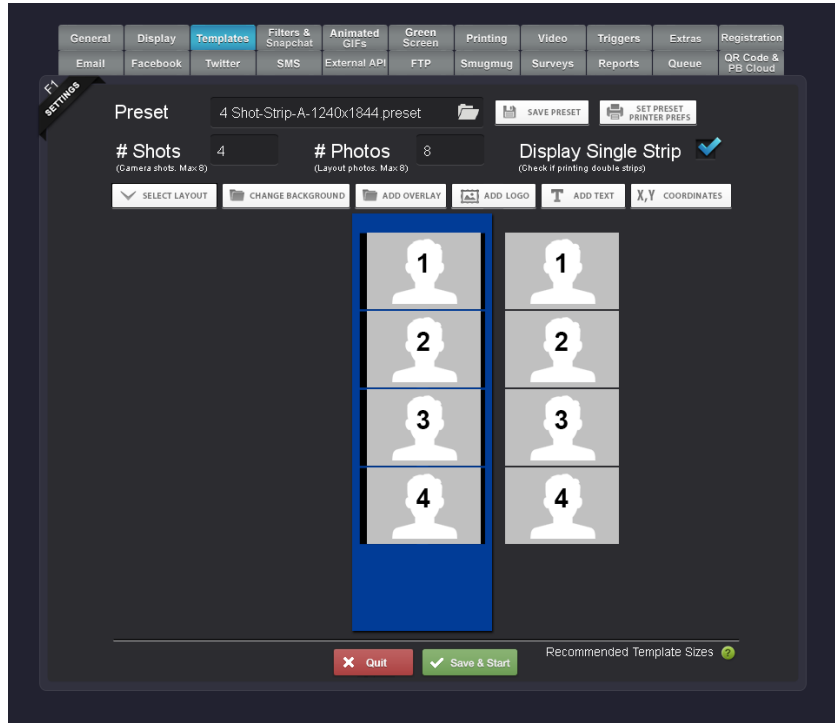 General Display Templates Filters & Snapchat Animated GIFs Green Screen Printing Video Triggers Extras Registration
Email Facebook Twitter SMS External API FTP Smugmug Surveys Reports Queue QR Code & PB Cloud
F1
SETTINGS
Preset 4 Shot-Strip-A-1240x1844.preset SAVE PRESET SET PRESET PRINTER PREFS
# Shots 4 # Photos 8 Display Single Strip
(Camera shots. Max 8) (Layout photos. Max 8) (Check if printing double strips)
SELECT LAYOUT CHANGE BACKGROUND ADD OVERLAY ADD LOGO T ADD TEXT X,Y COORDINATES
1 1
2 2
3 3
4 4
Recommended Template Sizes ?
Quit Save & Start